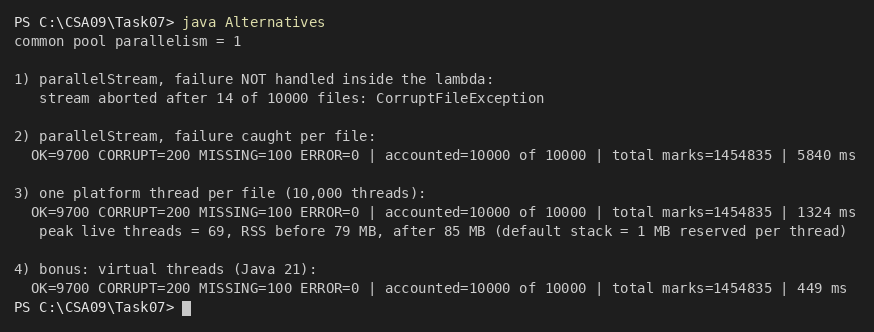 PS C:\CSA09\Task07> java Alternatives
common pool parallelism = 1
1) parallelStream, failure NOT handled inside the lambda:
stream aborted after 14 of 10000 files: CorruptFileException
2) parallelStream, failure caught per file:
OK=9700 CORRUPT=200 MISSING=100 ERROR=0 | accounted=10000 of 10000 | total marks=1454835 | 5840 ms
3) one platform thread per file (10,000 threads):
OK=9700 CORRUPT=200 MISSING=100 ERROR=0 | accounted=10000 of 10000 | total marks=1454835 | 1324 ms
peak live threads = 69, RSS before 79 MB, after 85 MB (default stack = 1 MB reserved per thread)
4) bonus: virtual threads (Java 21):
OK=9700 CORRUPT=200 MISSING=100 ERROR=0 | accounted=10000 of 10000 | total marks=1454835 | 449 ms
PS C:\CSA09\Task07>